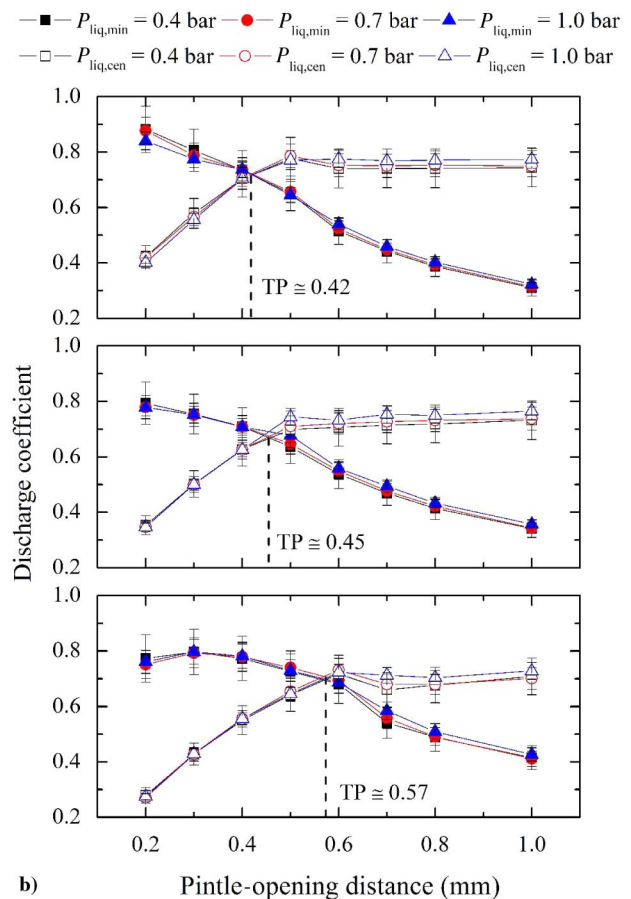 P_liq,min = 0.4 bar P_liq,min = 0.7 bar P_liq,min = 1.0 bar
P_liq,cen = 0.4 bar P_liq,cen = 0.7 bar P_liq,cen = 1.0 bar
Discharge coefficient
1.0
0.8
0.6
0.4
0.2
TP ≅ 0.42
1.0
0.8
0.6
0.4
0.2
TP ≅ 0.45
1.0
0.8
0.6
0.4
0.2
TP ≅ 0.57
0.2 0.4 0.6 0.8 1.0
b) Pintle-opening distance (mm)